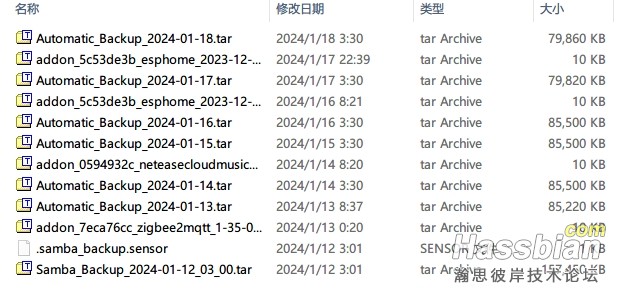 名称 修改日期 类型 大小
Automatic_Backup_2024-01-18.tar 2024/1/18 3:30 tar Archive 79,860 KB
addon_5c53de3b_esphome_2023-12-... 2024/1/17 22:39 tar Archive 10 KB
Automatic_Backup_2024-01-17.tar 2024/1/17 3:30 tar Archive 79,820 KB
addon_5c53de3b_esphome_2023-12-... 2024/1/16 8:21 tar Archive 10 KB
Automatic_Backup_2024-01-16.tar 2024/1/16 3:30 tar Archive 85,500 KB
Automatic_Backup_2024-01-15.tar 2024/1/15 3:30 tar Archive 85,500 KB
addon_0594932c_neteasecloudmusic... 2024/1/14 8:20 tar Archive 10 KB
Automatic_Backup_2024-01-14.tar 2024/1/14 3:30 tar Archive 85,500 KB
Automatic_Backup_2024-01-13.tar 2024/1/13 8:37 tar Archive 85,220 KB
addon_7eca76cc_zigbee2mqtt_1-35-0... 2024/1/13 0:20 tar Archive 10 KB
.samba_backup.sensor 2024/1/12 3:01 SENSOR
Samba_Backup_2024-01-12_03_00.tar 2024/1/12 3:01 tar Archive KB
Hassbian
.com
瀚思彼岸技术论坛